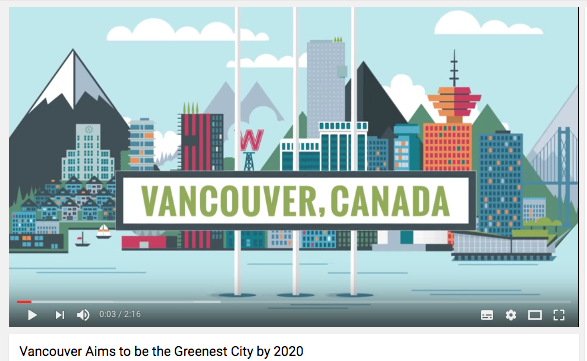 W
VANCOUVER, CANADA
0:03 / 2:16
Vancouver Aims to be the Greenest City by 2020